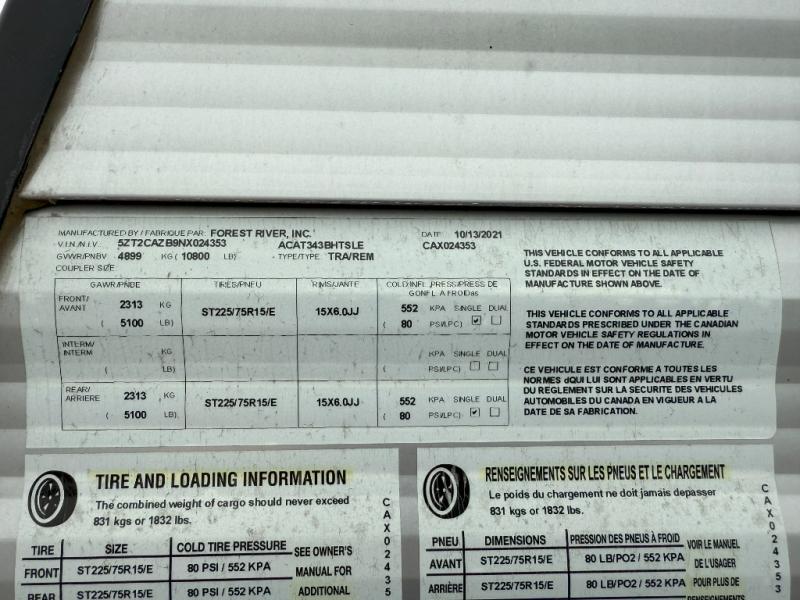 MANUFACTURED BY / FABRIQUE PAR: FOREST RIVER, INC. DATE 10/13/2021
V.I.N./N.I.V. 5ZT2CAZB9NX024353 ACAT343BHTSLE CAX024353
GVWR/PNBV 4899 KG ( 10800 LB) - TYPE/TYPE TRA/REM
COUPLER SIZE
GAWR/PNBE TIRES/PNEU RIMS/JANTE COLD INFL. PRESS/PRESS DE GONFL A FROIDas
FRONT/ AVANT 2313 KG ST225/75R15/E 15X6.0JJ 552 KPA SINGLE DUAL
( 5100 LB) ( 80 PSI/LPC)
INTERM/ INTERM KG KPA SINGLE DUAL
( LB) ( PSI/LPC)
REAR/ ARRIERE 2313 KG ST225/75R15/E 15X6.0JJ 552 KPA SINGLE DUAL
( 5100 LB) ( 80 PSI/LPC)
THIS VEHICLE CONFORMS TO ALL APPLICABLE
U.S. FEDERAL MOTOR VEHICLE SAFETY
STANDARDS IN EFFECT ON THE DATE OF
MANUFACTURE SHOWN ABOVE.
THIS VEHICLE CONFORMS TO ALL APPLICABLE
STANDARDS PRESCRIBED UNDER THE CANADIAN
MOTOR VEHICLE SAFETY REGULATIONS IN
EFFECT ON THE DATE OF MANUFACTURE.
CE VEHICULE EST CONFORME A TOUTES LES
NORMES dQUI LUI SONT APPLICABLES EN VERTU
DU REGLEMENT SUR LA SECURITE DES VEHICULES
AUTOMOBILES DU CANADA EN VIGUEUR A LA
DATE DE SA FABRICATION.
TIRE AND LOADING INFORMATION
The combined weight of cargo should never exceed
831 kgs or 1832 lbs.
TIRE SIZE COLD TIRE PRESSURE SEE OWNER'S
FRONT ST225/75R15/E 80 PSI / 552 KPA MANUAL FOR
REAR ST225/75R15/E 80 PSI / 552 KPA ADDITIONAL
CAX02435
RENSEIGNEMENTS SUR LES PNEUS ET LE CHARGEMENT
Le poids du chargement ne doit jamais depasser
831 kgs or 1832 lbs.
PNEU DIMENSIONS PRESSION DES PNEUS À FROID VOIR LE MANUEL
AVANT ST225/75R15/E 80 LB/PO2 / 552 KPA DE L'USAGER
ARRIÈRE ST225/75R15/E 80 LB/PO2 / 552 KPA POUR PLUS DE
RENSEIGNEMENTS
CAX024353